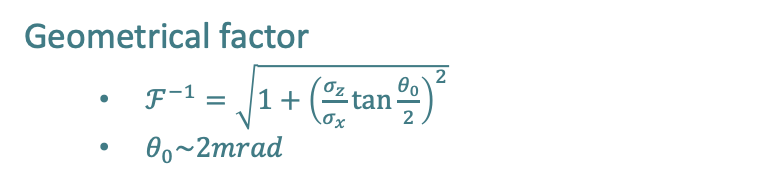 Geometrical factor
• ℱ⁻¹ = √(1 + (σ_z/σ_x tan θ₀/2)²)
• θ₀~2mrad